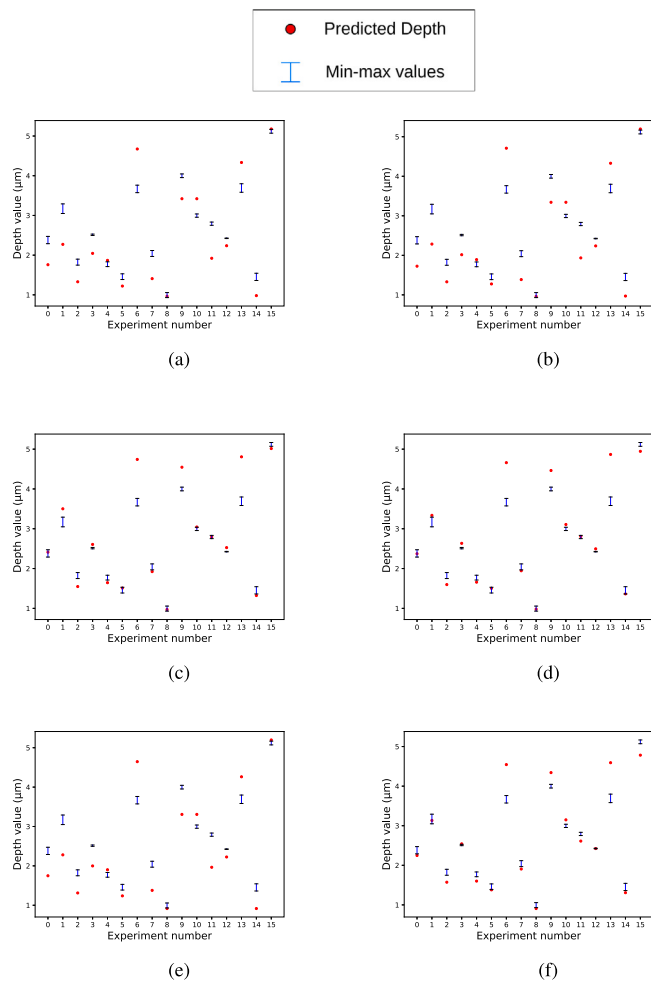 Predicted Depth
Min-max values
5
4
3
2
1
Depth value (μm)
0 1 2 3 4 5 6 7 8 9 10 11 12 13 14 15
Experiment number
(a)
5
4
3
2
1
Depth value (μm)
0 1 2 3 4 5 6 7 8 9 10 11 12 13 14 15
Experiment number
(b)
5
4
3
2
1
Depth value (μm)
0 1 2 3 4 5 6 7 8 9 10 11 12 13 14 15
Experiment number
(c)
5
4
3
2
1
Depth value (μm)
0 1 2 3 4 5 6 7 8 9 10 11 12 13 14 15
Experiment number
(d)
5
4
3
2
1
Depth value (μm)
0 1 2 3 4 5 6 7 8 9 10 11 12 13 14 15
Experiment number
(e)
5
4
3
2
1
Depth value (μm)
0 1 2 3 4 5 6 7 8 9 10 11 12 13 14 15
Experiment number
(f)